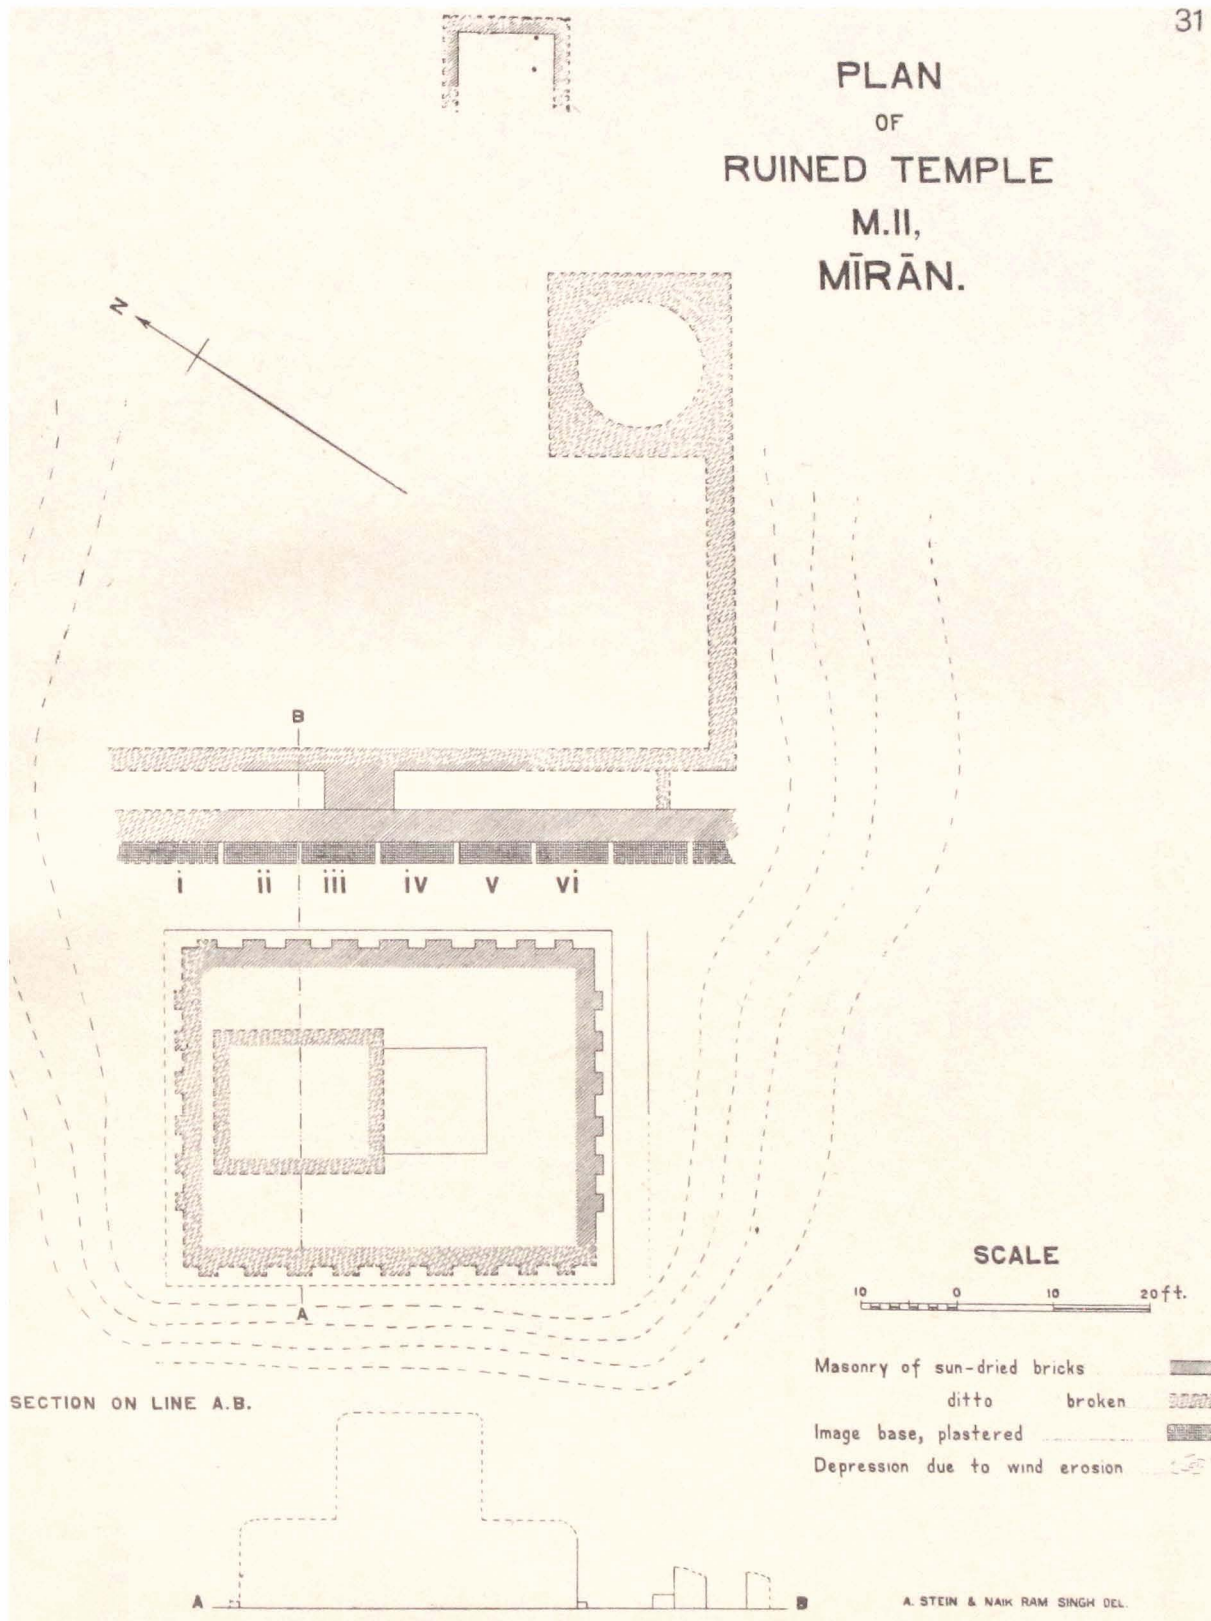 31
PLAN
OF
RUINED TEMPLE
M.II,
MĪRĀN.
N
B
i ii iii iv v vi
A
SCALE
10 0 10 20 ft.
Masonry of sun-dried bricks
ditto broken
Image base, plastered
Depression due to wind erosion
SECTION ON LINE A.B.
A B
A. STEIN & NAIK RAM SINGH DEL.